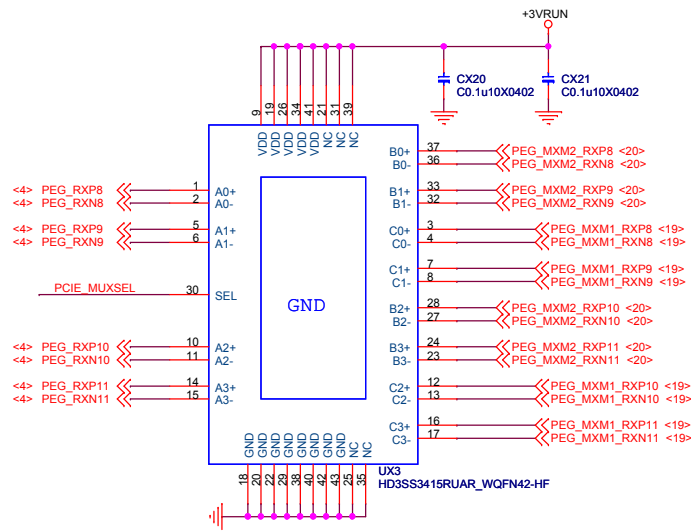 +3VRUN
CX20
C0.1u10X0402
CX21
C0.1u10X0402
9 19 26 34 41 21 31 39
VDD VDD VDD VDD VDD NC NC NC
<4> PEG_RXP8 1 A0+
<4> PEG_RXN8 2 A0-
<4> PEG_RXP9 5 A1+
<4> PEG_RXN9 6 A1-
PCIE_MUXSEL 30 SEL
<4> PEG_RXP10 10 A2+
<4> PEG_RXN10 11 A2-
<4> PEG_RXP11 14 A3+
<4> PEG_RXN11 15 A3-
GND
B0+ 37 PEG_MXM2_RXP8 <20>
B0- 36 PEG_MXM2_RXN8 <20>
B1+ 33 PEG_MXM2_RXP9 <20>
B1- 32 PEG_MXM2_RXN9 <20>
C0+ 3 PEG_MXM1_RXP8 <19>
C0- 4 PEG_MXM1_RXN8 <19>
C1+ 7 PEG_MXM1_RXP9 <19>
C1- 8 PEG_MXM1_RXN9 <19>
B2+ 28 PEG_MXM2_RXP10 <20>
B2- 27 PEG_MXM2_RXN10 <20>
B3+ 24 PEG_MXM2_RXP11 <20>
B3- 23 PEG_MXM2_RXN11 <20>
C2+ 12 PEG_MXM1_RXP10 <19>
C2- 13 PEG_MXM1_RXN10 <19>
C3+ 16 PEG_MXM1_RXP11 <19>
C3- 17 PEG_MXM1_RXN11 <19>
GND GND GND GND GND GND GND GND NC NC
18 20 22 29 38 40 42 43 25 35
UX3
HD3SS3415RUAR_WQFN42-HF